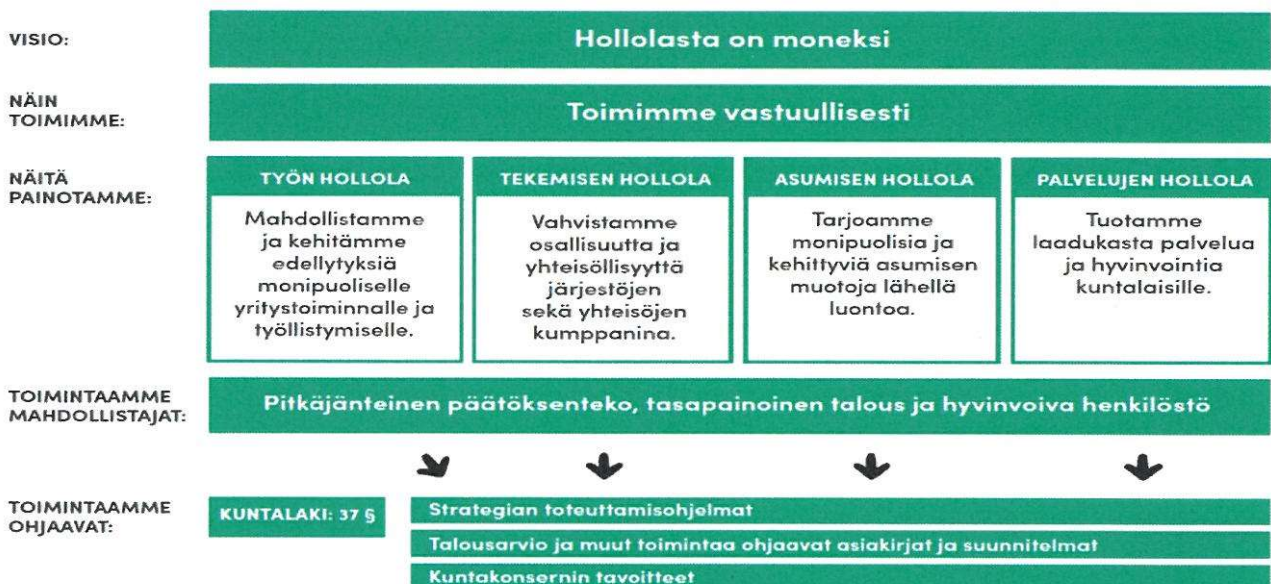 VISIO:
Hollolasta on moneksi
NÄIN
TOIMIMME:
Toimimme vastuullisesti
NÄITÄ
PAINOTAMME:
TYÖN HOLLOLA
Mahdollistamme
ja kehitämme
edellytyksiä
monipuoliselle
yritystoiminnalle ja
työllistymiselle.
TEKEMISEN HOLLOLA
Vahvistamme
osallisuutta ja
yhteisöllisyyttä
järjestöjen
sekä yhteisöjen
kumppanina.
ASUMISEN HOLLOLA
Tarjoamme
monipuolisia ja
kehittyviä asumisen
muotoja lähellä
luontoa.
PALVELUJEN HOLLOLA
Tuotamme
laadukasta palvelua
ja hyvinvointia
kuntalaisille.
TOIMINTAAMME
MAHDOLLISTAJAT:
Pitkäjänteinen päätöksenteko, tasapainoinen talous ja hyvinvoiva henkilöstö
TOIMINTAAMME
OHJAAVAT:
KUNTALAKI: 37 §
Strategian toteuttamisohjelmat
Talousarvio ja muut toimintaa ohjaavat asiakirjat ja suunnitelmat
Kuntakonsernin tavoitteet